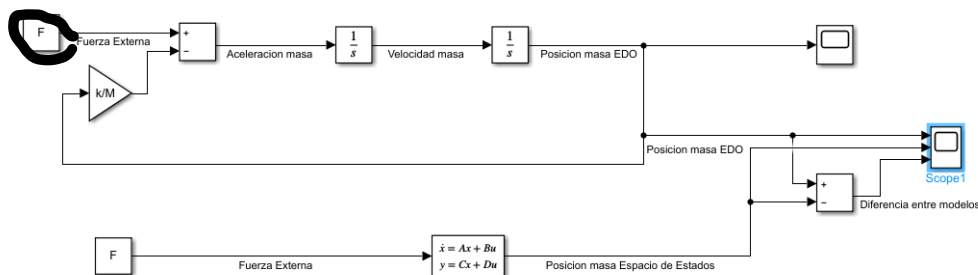 F
Fuerza Externa
+
−
Aceleracion masa
1
s
Velocidad masa
1
s
Posicion masa EDO
k/M
Posicion masa EDO
Scope1
+
−
Diferencia entre modelos
F
Fuerza Externa
ẋ = Ax + Bu
y = Cx + Du
Posicion masa Espacio de Estados